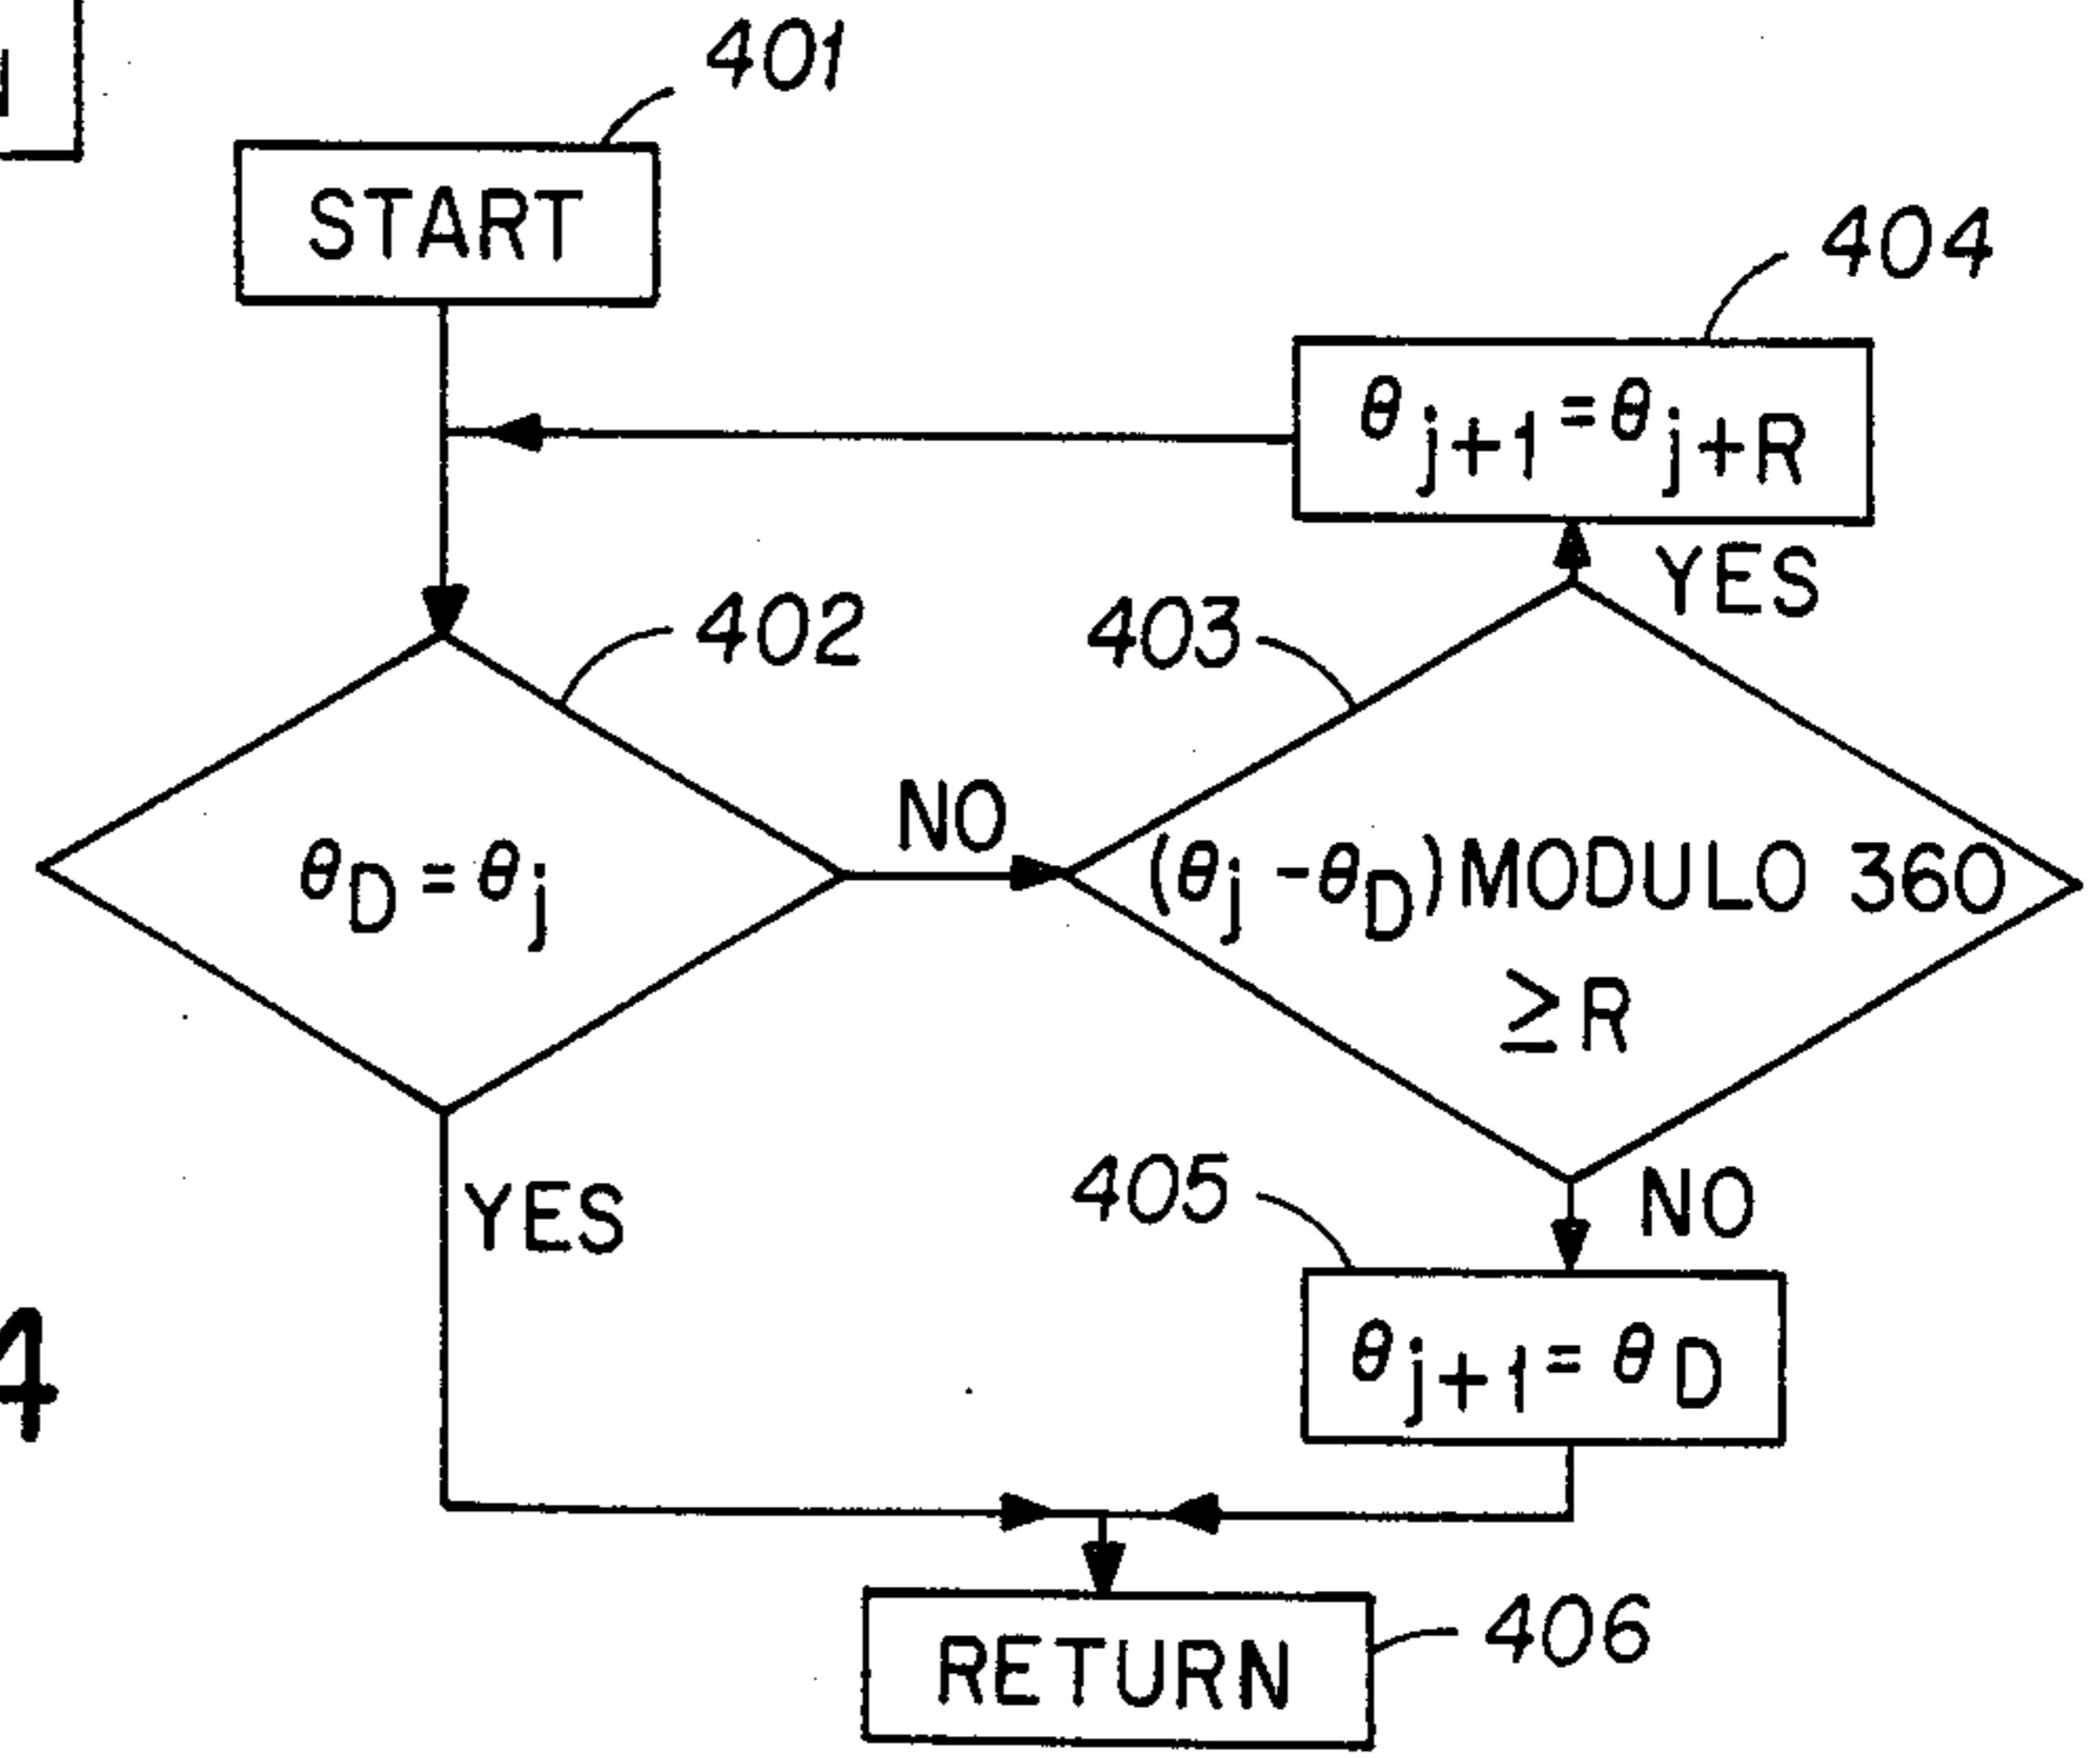 401
START
404
θj+1=θj+R
YES
402
403
NO
θD=θj
(θj-θD)MODULO 360
≥R
405
NO
YES
θj+1=θD
4
RETURN
406